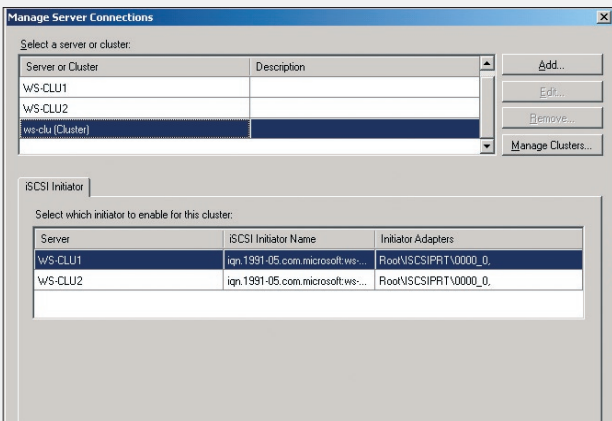 Manage Server Connections
Select a server or cluster:
Server or Cluster Description
WS-CLU1
WS-CLU2
ws-clu (Cluster)
Add...
Edit...
Remove...
Manage Clusters...
iSCSI Initiator
Select which initiator to enable for this cluster:
Server iSCSI Initiator Name Initiator Adapters
WS-CLU1 iqn.1991-05.com.microsoft:ws-... Root\ISCSIPRT\0000_0,
WS-CLU2 iqn.1991-05.com.microsoft:ws-... Root\ISCSIPRT\0000_0,